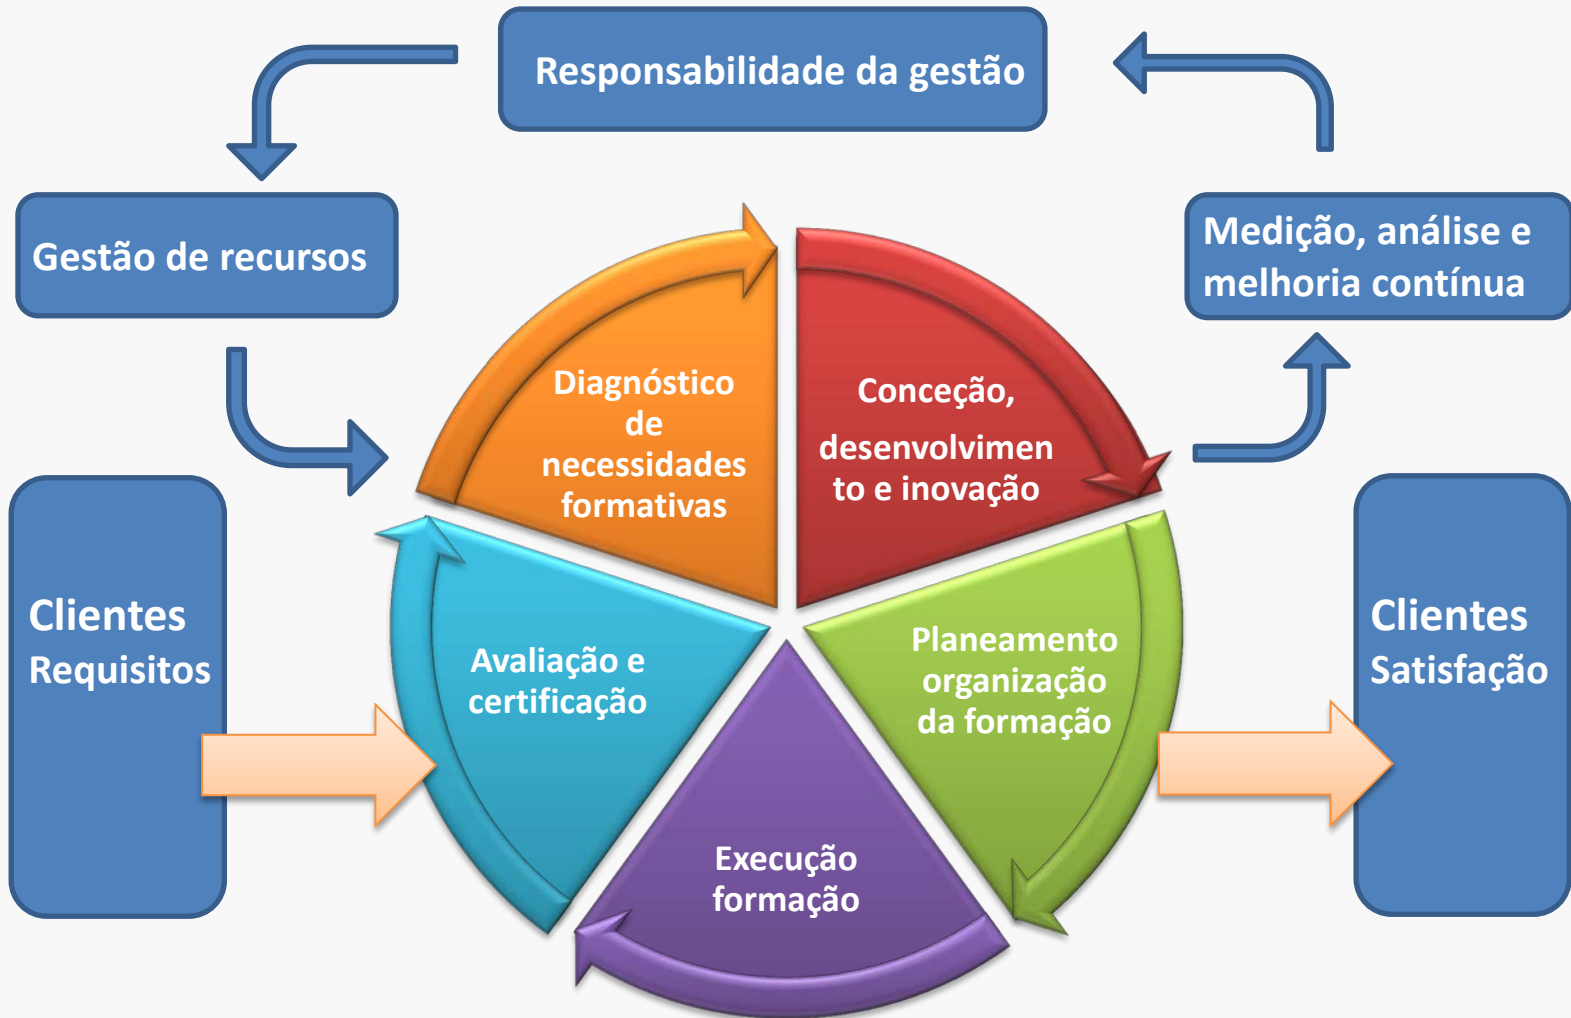 Responsabilidade da gestão
Gestão de recursos
Medição, análise e
melhoria contínua
Diagnóstico
de
necessidades
formativas
Conceção,
desenvolvimen
to e inovação
Clientes
Requisitos
Avaliação e
certificação
Planeamento
organização
da formação
Clientes
Satisfação
Execução
formação